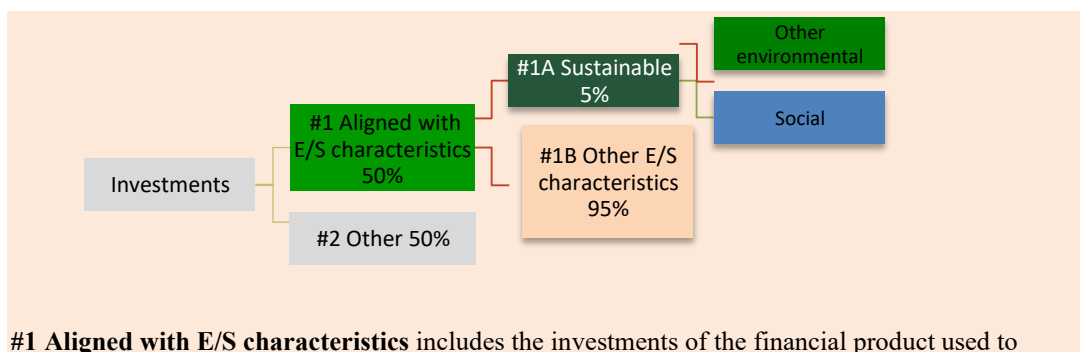 Investments
#1 Aligned with
E/S characteristics
50%
#2 Other 50%
#1A Sustainable
5%
#1B Other E/S
characteristics
95%
Other
environmental
Social
#1 Aligned with E/S characteristics includes the investments of the financial product used to